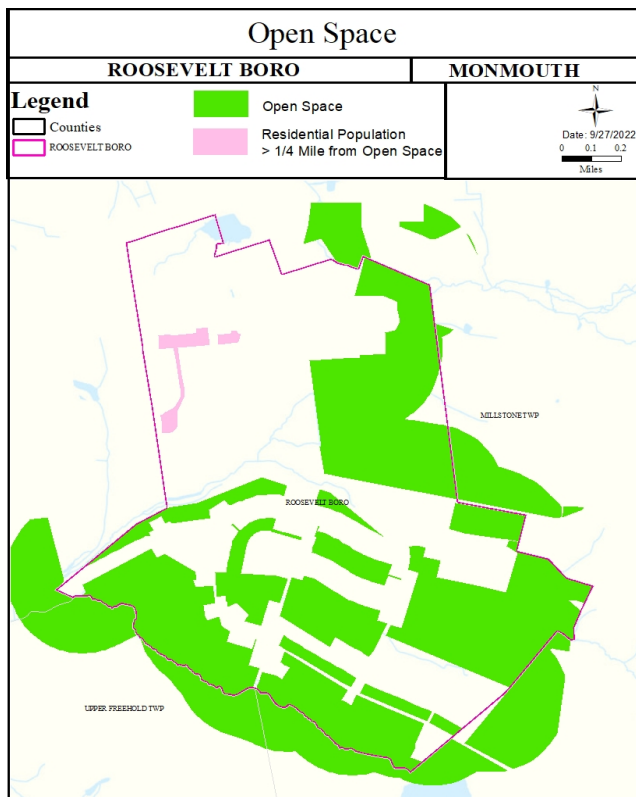 Open Space
ROOSEVELT BORO
MONMOUTH
Legend
Counties
ROOSEVELT BORO
Open Space
Residential Population
> 1/4 Mile from Open Space
N
Date: 9/27/2022
0 0.1 0.2
Miles
MILLSTONE TWP
ROOSEVELT BORO
UPPER FREEHOLD TWP